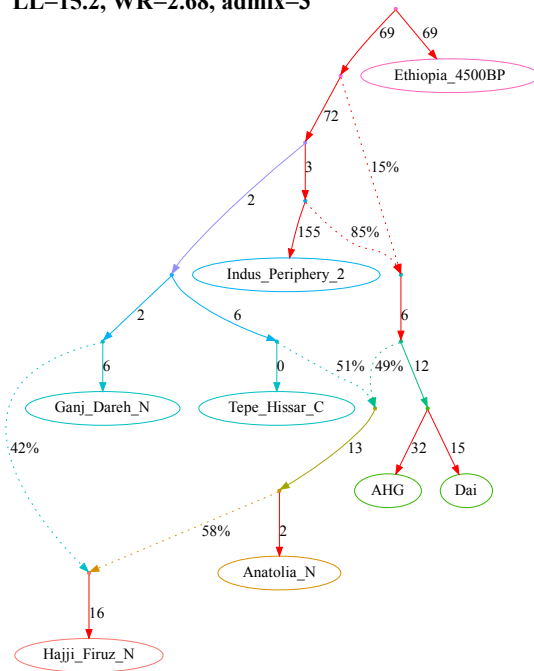 LL=15.2, WR=2.68, admix=3
69 69
Ethiopia_4500BP
72
3 15%
2
155 85%
Indus_Periphery_2
2 6 6
6 0 51% 49% 12
Ganj_Dareh_N Tepe_Hissar_C
42% 13 32 15
AHG Dai
58% 2
Anatolia_N
16
Hajji_Firuz_N